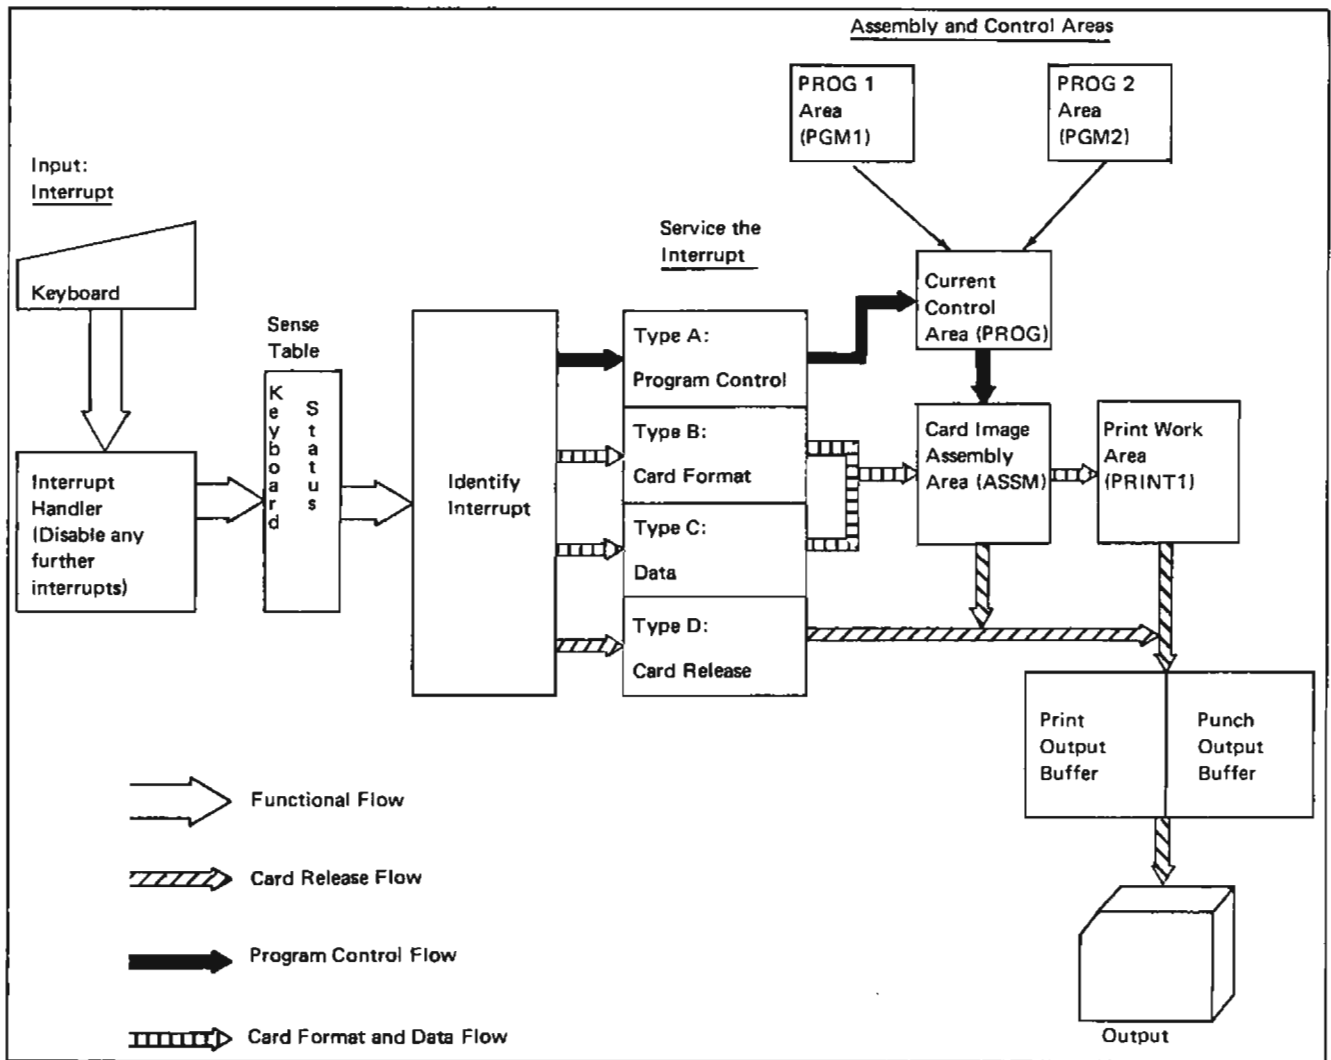 Assembly and Control Areas
PROG 1
Area
(PGM1)
PROG 2
Area
(PGM2)
Input:
Interrupt
Keyboard
Service the
Interrupt
Current
Control
Area (PROG)
Sense
Table
Keyboard
Status
Interrupt
Handler
(Disable any
further
interrupts)
Identify
Interrupt
Type A:
Program Control
Type B:
Card Format
Type C:
Data
Type D:
Card Release
Card Image
Assembly
Area (ASSM)
Print Work
Area
(PRINT1)
Print
Output
Buffer
Punch
Output
Buffer
Output
Functional Flow
Card Release Flow
Program Control Flow
Card Format and Data Flow